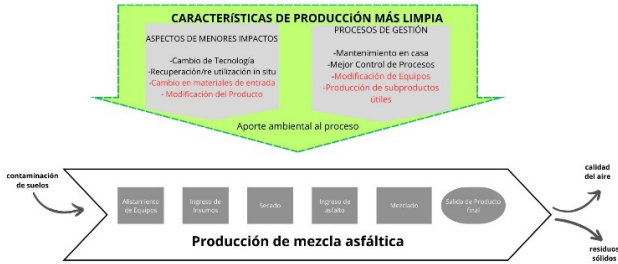 CARACTERíSTICAS DE PRODUCCiÓN MÁS LIMPIA
ASPECTOS DE MENORES IMPACTOS
-Cambio de Tecnología
-Recuperación/re utilización in situ
-Cambio en materiales de entrada
- Modificación del Producto
PROCESOS DE GESTIÓN
-Mantenimiento en casa
-Mejor Control de Procesos
-Modificación de Equipos
-Producción de subproductos
útiles
Aporte ambiental al proceso
contaminación
de suelos
Alistamiento
de Equipos
Ingreso de
Insumos
Secado
Ingreso de
asfalto
Mezclado
Salida de Producto
final
Producción de mezcla asfáltica
calidad
del aire
residuos
sólidos